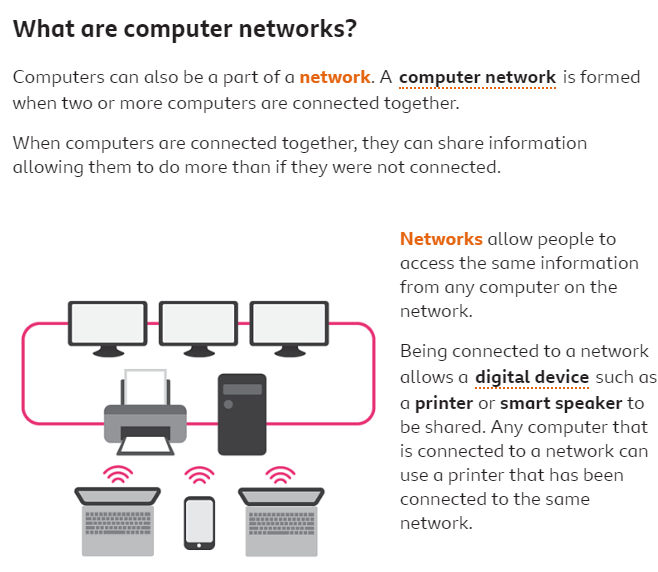 What are computer networks?
Computers can also be a part of a network. A computer network is formed
when two or more computers are connected together.
When computers are connected together, they can share information
allowing them to do more than if they were not connected.
Networks allow people to
access the same information
from any computer on the
network.
Being connected to a network
allows a digital device such as
a printer or smart speaker to
be shared. Any computer that
is connected to a network can
use a printer that has been
connected to the same
network.